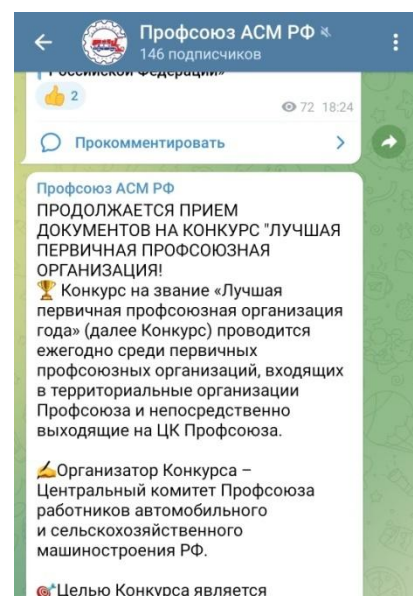 Профсоюз АСМ РФ
146 подписчиков
Российской Федерации»
2
72 18:24
Прокомментировать
Профсоюз АСМ РФ
ПРОДОЛЖАЕТСЯ ПРИЕМ
ДОКУМЕНТОВ НА КОНКУРС "ЛУЧШАЯ
ПЕРВИЧНАЯ ПРОФСОЮЗНАЯ
ОРГАНИЗАЦИЯ!
🏆 Конкурс на звание «Лучшая
первичная профсоюзная организация
года» (далее Конкурс) проводится
ежегодно среди первичных
профсоюзных организаций, входящих
в территориальные организации
Профсоюза и непосредственно
выходящие на ЦК Профсоюза.
✍️Организатор Конкурса –
Центральный комитет Профсоюза
работников автомобильного
и сельскохозяйственного
машиностроения РФ.
🎯Целью Конкурса является